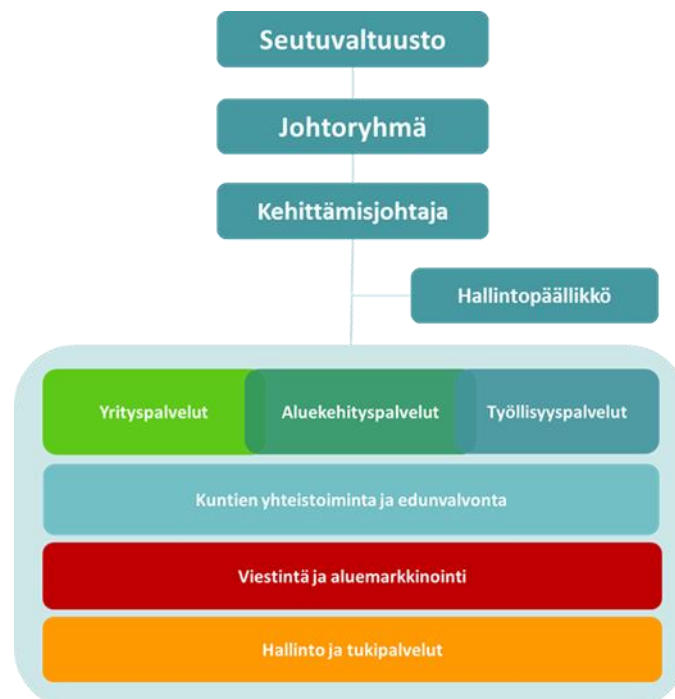 Seutuvaltuusto
Johtoryhmä
Kehittämisjohtaja
Hallintopäällikkö
Yrityspalvelut
Aluekehityspalvelut
Työllisyyspalvelut
Kuntien yhteistoiminta ja edunvalvonta
Viestintä ja aluemarkkinointi
Hallinto ja tukipalvelut